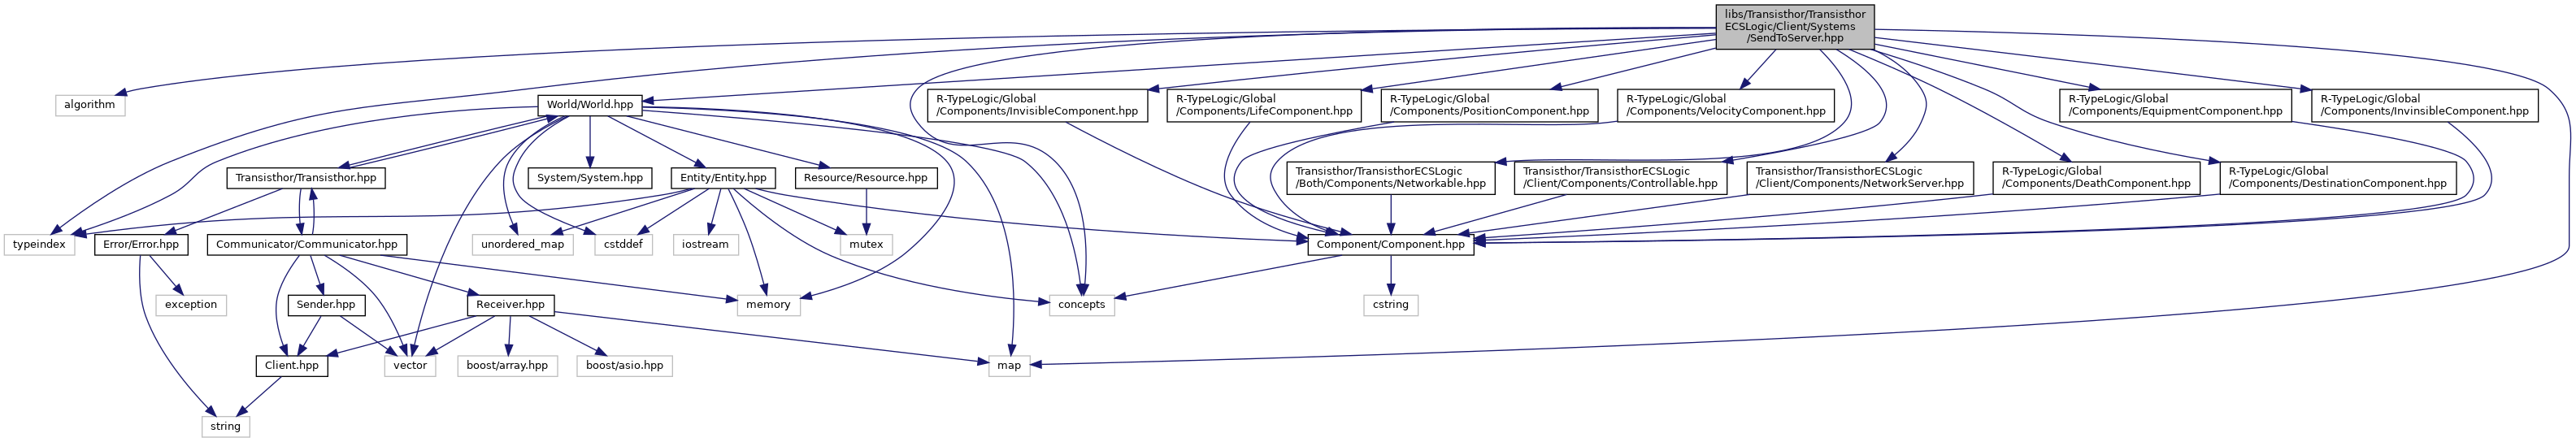 libs/Transisthor/Transisthor
ECSLogic/Client/Systems
/SendToServer.hpp
algorithm
World/World.hpp
R-TypeLogic/Global
/Components/InvisibleComponent.hpp
R-TypeLogic/Global
/Components/LifeComponent.hpp
R-TypeLogic/Global
/Components/PositionComponent.hpp
R-TypeLogic/Global
/Components/VelocityComponent.hpp
R-TypeLogic/Global
/Components/EquipmentComponent.hpp
R-TypeLogic/Global
/Components/InvinsibleComponent.hpp
Transisthor/Transisthor.hpp
System/System.hpp
Entity/Entity.hpp
Resource/Resource.hpp
Transisthor/TransisthorECSLogic
/Both/Components/Networkable.hpp
Transisthor/TransisthorECSLogic
/Client/Components/Controllable.hpp
Transisthor/TransisthorECSLogic
/Client/Components/NetworkServer.hpp
R-TypeLogic/Global
/Components/DeathComponent.hpp
R-TypeLogic/Global
/Components/DestinationComponent.hpp
typeindex
Error/Error.hpp
Communicator/Communicator.hpp
unordered_map
cstddef
iostream
mutex
Component/Component.hpp
exception
Sender.hpp
Receiver.hpp
memory
concepts
cstring
Client.hpp
vector
boost/array.hpp
boost/asio.hpp
map
string